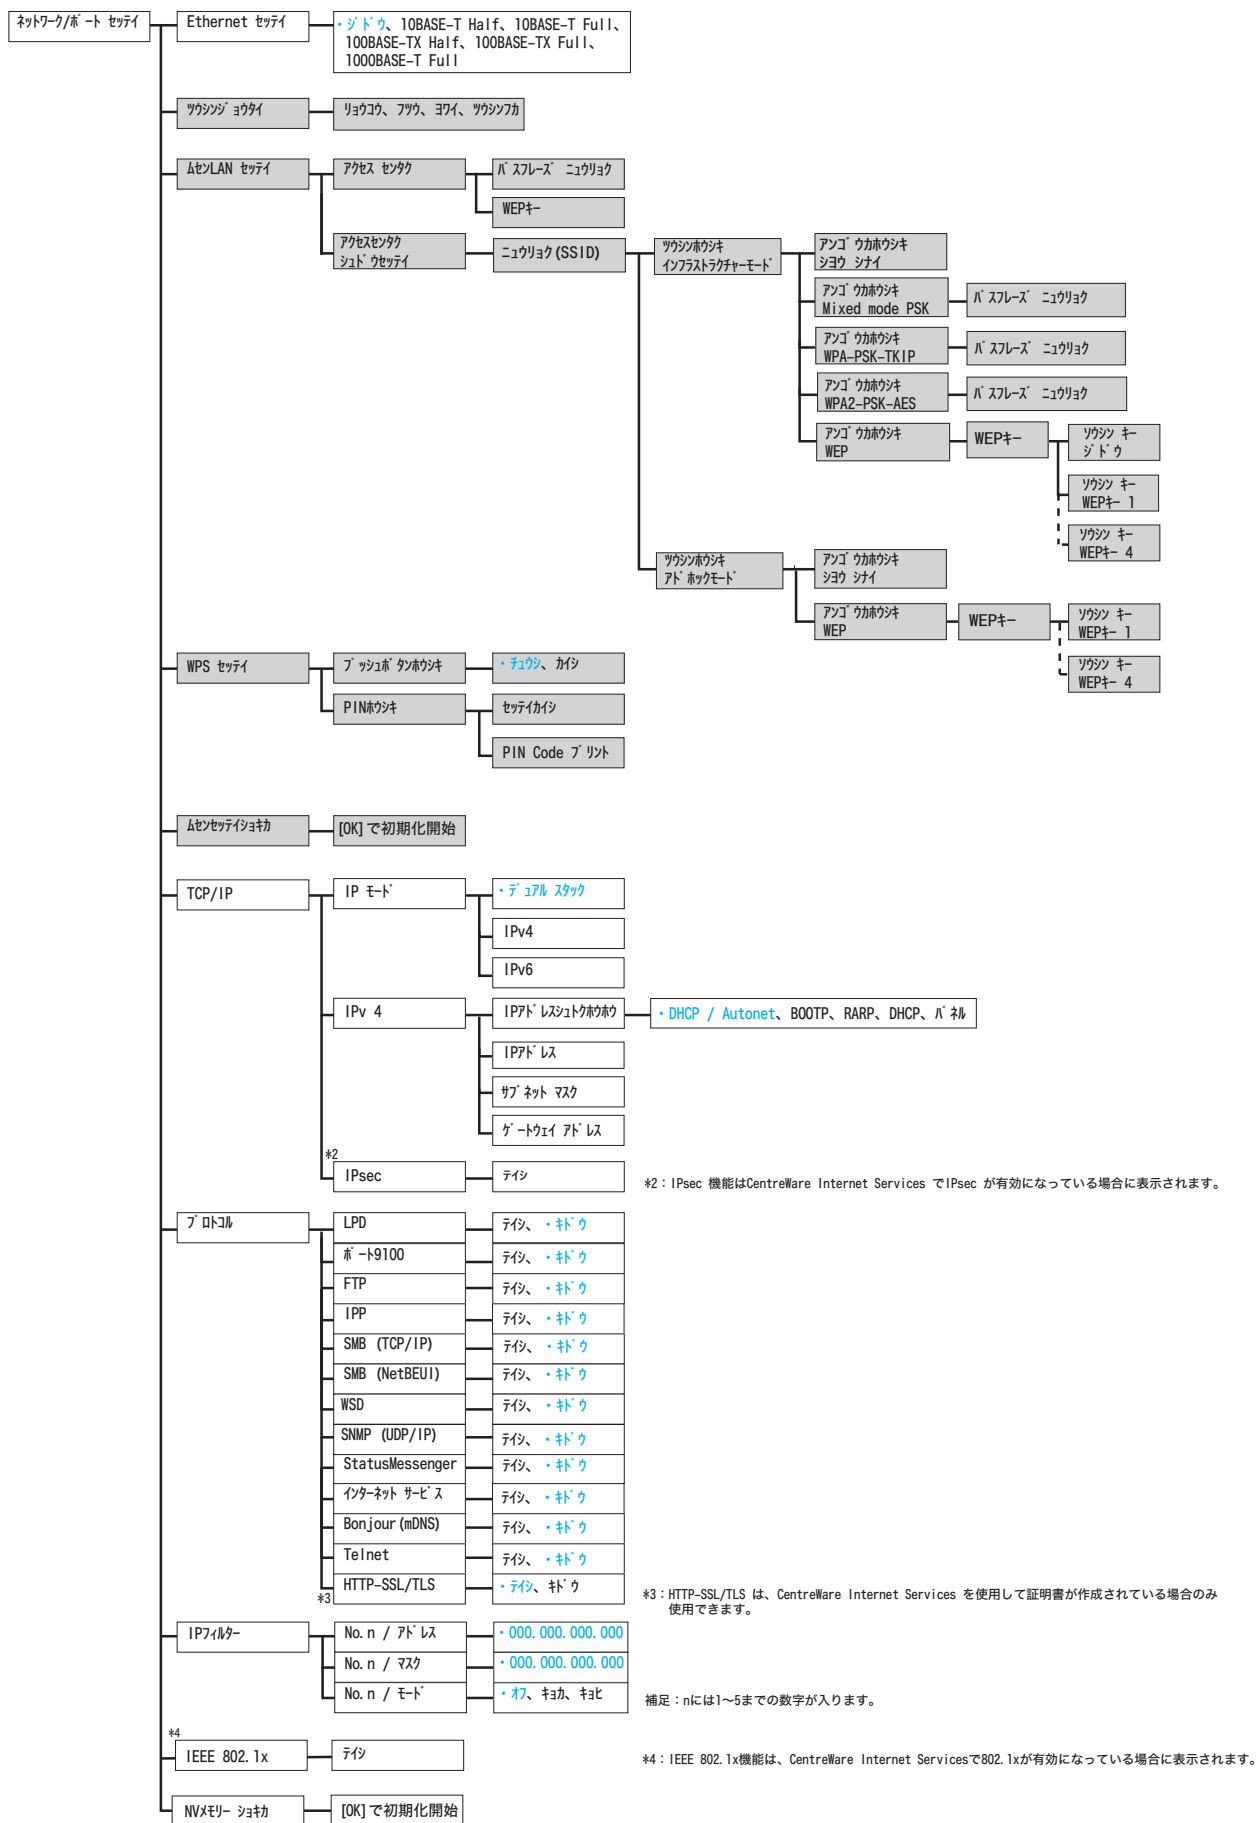 ﾈｯﾄﾜｰｸ/ﾎﾟｰﾄ ｾｯﾃｲ
Ethernet ｾｯﾃｲ
・ｼﾞﾄﾞｳ、10BASE-T Half、10BASE-T Full、
100BASE-TX Half、100BASE-TX Full、
1000BASE-T Full
ﾂｳｼﾝｼﾞｮｳﾀｲ
ﾘｮｳｺｳ、ﾌﾂｳ、ﾖﾜｲ、ﾂｳｼﾝﾌｶ
ﾑｾﾝLAN ｾｯﾃｲ
ｱｸｾｽ ｾﾝﾀｸ
ﾊﾟｽﾌﾚｰｽﾞ ﾆｭｳﾘｮｸ
WEPｷｰ
ｱｸｾｽｾﾝﾀｸ
ｼｭﾄﾞｳｾｯﾃｲ
ﾆｭｳﾘｮｸ(SSID)
ﾂｳｼﾝﾎｳｼｷ
ｲﾝﾌﾗｽﾄﾗｸﾁｬｰﾓｰﾄﾞ
ｱﾝｺﾞｳｶﾎｳｼｷ
ｼﾖｳ ｼﾅｲ
ｱﾝｺﾞｳｶﾎｳｼｷ
Mixed mode PSK
ﾊﾟｽﾌﾚｰｽﾞ ﾆｭｳﾘｮｸ
ｱﾝｺﾞｳｶﾎｳｼｷ
WPA-PSK-TKIP
ﾊﾟｽﾌﾚｰｽﾞ ﾆｭｳﾘｮｸ
ｱﾝｺﾞｳｶﾎｳｼｷ
WPA2-PSK-AES
ﾊﾟｽﾌﾚｰｽﾞ ﾆｭｳﾘｮｸ
ｱﾝｺﾞｳｶﾎｳｼｷ
WEP
WEPｷｰ
ｿｳｼﾝ ｷｰ
ｼﾞﾄﾞｳ
ｿｳｼﾝ ｷｰ
WEPｷｰ 1
ｿｳｼﾝ ｷｰ
WEPｷｰ 4
ﾂｳｼﾝﾎｳｼｷ
ｱﾄﾞﾎｯｸﾓｰﾄﾞ
ｱﾝｺﾞｳｶﾎｳｼｷ
ｼﾖｳ ｼﾅｲ
ｱﾝｺﾞｳｶﾎｳｼｷ
WEP
WEPｷｰ
ｿｳｼﾝ ｷｰ
WEPｷｰ 1
ｿｳｼﾝ ｷｰ
WEPｷｰ 4
WPS ｾｯﾃｲ
ﾌﾟｯｼｭﾎﾞﾀﾝﾎｳｼｷ
・ﾁｭｳｼ、ｶｲｼ
PINﾎｳｼｷ
ｾｯﾃｲｶｲｼ
PIN Code ﾌﾟﾘﾝﾄ
ﾑｾﾝｾｯﾃｲｼｮｷｶ
[OK]で初期化開始
TCP/IP
IP ﾓｰﾄﾞ
・ﾃﾞｭｱﾙ ｽﾀｯｸ
IPv4
IPv6
IPv 4
IPｱﾄﾞﾚｽｼｭﾄｸﾎｳﾎｳ
・DHCP / Autonet、BOOTP、RARP、DHCP、ﾊﾟﾈﾙ
IPｱﾄﾞﾚｽ
ｻﾌﾞﾈｯﾄ ﾏｽｸ
ｹﾞｰﾄｳｪｲ ｱﾄﾞﾚｽ
*2
IPsec
ﾃｲｼ
*2：IPsec 機能はCentreWare Internet Services でIPsec が有効になっている場合に表示されます。
ﾌﾟﾛﾄｺﾙ
LPD
ﾃｲｼ、・ｷﾄﾞｳ
ﾎﾟｰﾄ9100
ﾃｲｼ、・ｷﾄﾞｳ
FTP
ﾃｲｼ、・ｷﾄﾞｳ
IPP
ﾃｲｼ、・ｷﾄﾞｳ
SMB (TCP/IP)
ﾃｲｼ、・ｷﾄﾞｳ
SMB (NetBEUI)
ﾃｲｼ、・ｷﾄﾞｳ
WSD
ﾃｲｼ、・ｷﾄﾞｳ
SNMP (UDP/IP)
ﾃｲｼ、・ｷﾄﾞｳ
StatusMessenger
ﾃｲｼ、・ｷﾄﾞｳ
ｲﾝﾀｰﾈｯﾄ ｻｰﾋﾞｽ
ﾃｲｼ、・ｷﾄﾞｳ
Bonjour(mDNS)
ﾃｲｼ、・ｷﾄﾞｳ
Telnet
ﾃｲｼ、・ｷﾄﾞｳ
*3
HTTP-SSL/TLS
・ﾃｲｼ、ｷﾄﾞｳ
*3：HTTP-SSL/TLS は、CentreWare Internet Services を使用して証明書が作成されている場合のみ
使用できます。
IPﾌｨﾙﾀｰ
No.n / ｱﾄﾞﾚｽ
・000.000.000.000
No.n / ﾏｽｸ
・000.000.000.000
No.n / ﾓｰﾄﾞ
・ｵﾌ、ｷｮｶ、ｷｮﾋ
補足：nには1～5までの数字が入ります。
*4
IEEE 802.1x
ﾃｲｼ
*4：IEEE 802.1x機能は、CentreWare Internet Servicesで802.1xが有効になっている場合に表示されます。
NVﾒﾓﾘｰ ｼｮｷｶ
[OK]で初期化開始